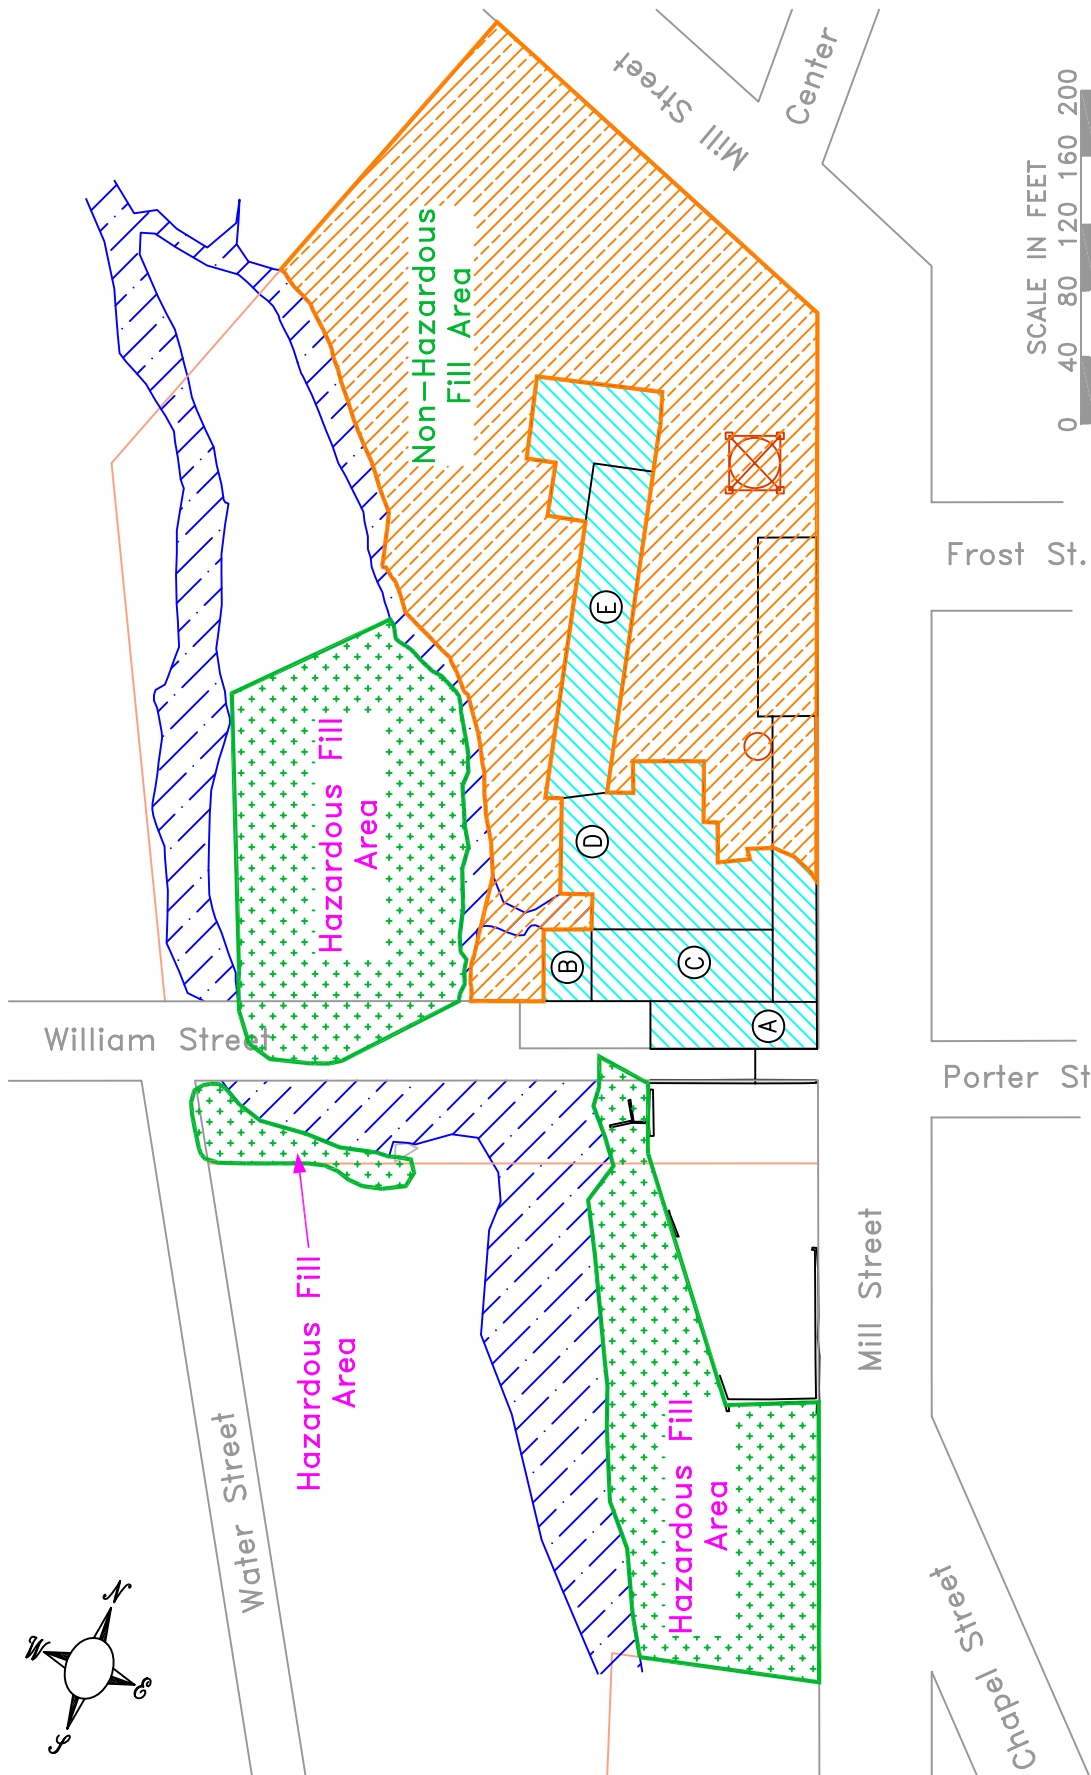 Mill Street
Center
Non-Hazardous
Fill Area
SCALE IN FEET
0 40 80 120 160 200
Frost St.
E
Hazardous Fill
Area
D
B
C
A
William Street
Porter St
Hazardous Fill
Area
Mill Street
Water Street
Hazardous Fill
Area
Chapel Street
N
W
E
S